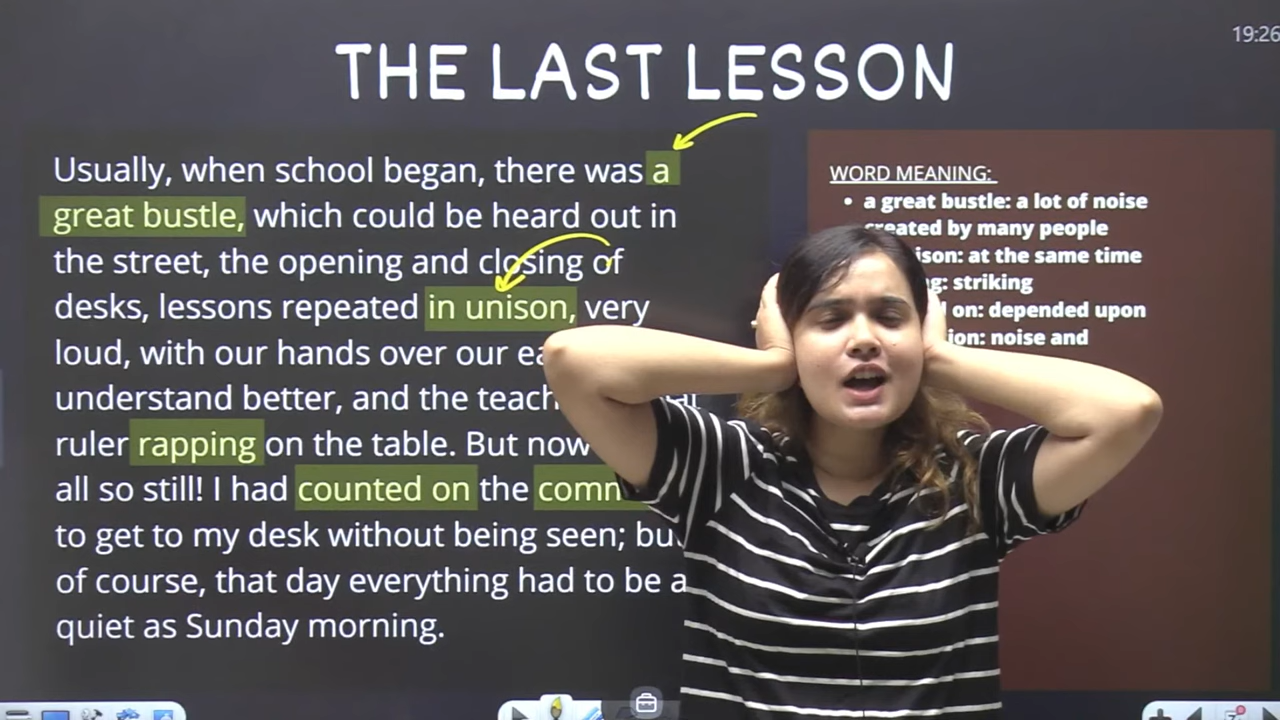 19:26
THE LAST LESSON
Usually, when school began, there was a
great bustle, which could be heard out in
the street, the opening and closing of
desks, lessons repeated in unison, very
loud, with our hands over our
understand better, and the
ruler rapping on the table. But now
all so still! I had counted on the
to get to my desk without being seen;
of course, that day everything had to be
quiet as Sunday morning.
WORD MEANING:
• a great bustle: a lot of noise
created by many people
at the same time
striking
on: depended upon
noise and